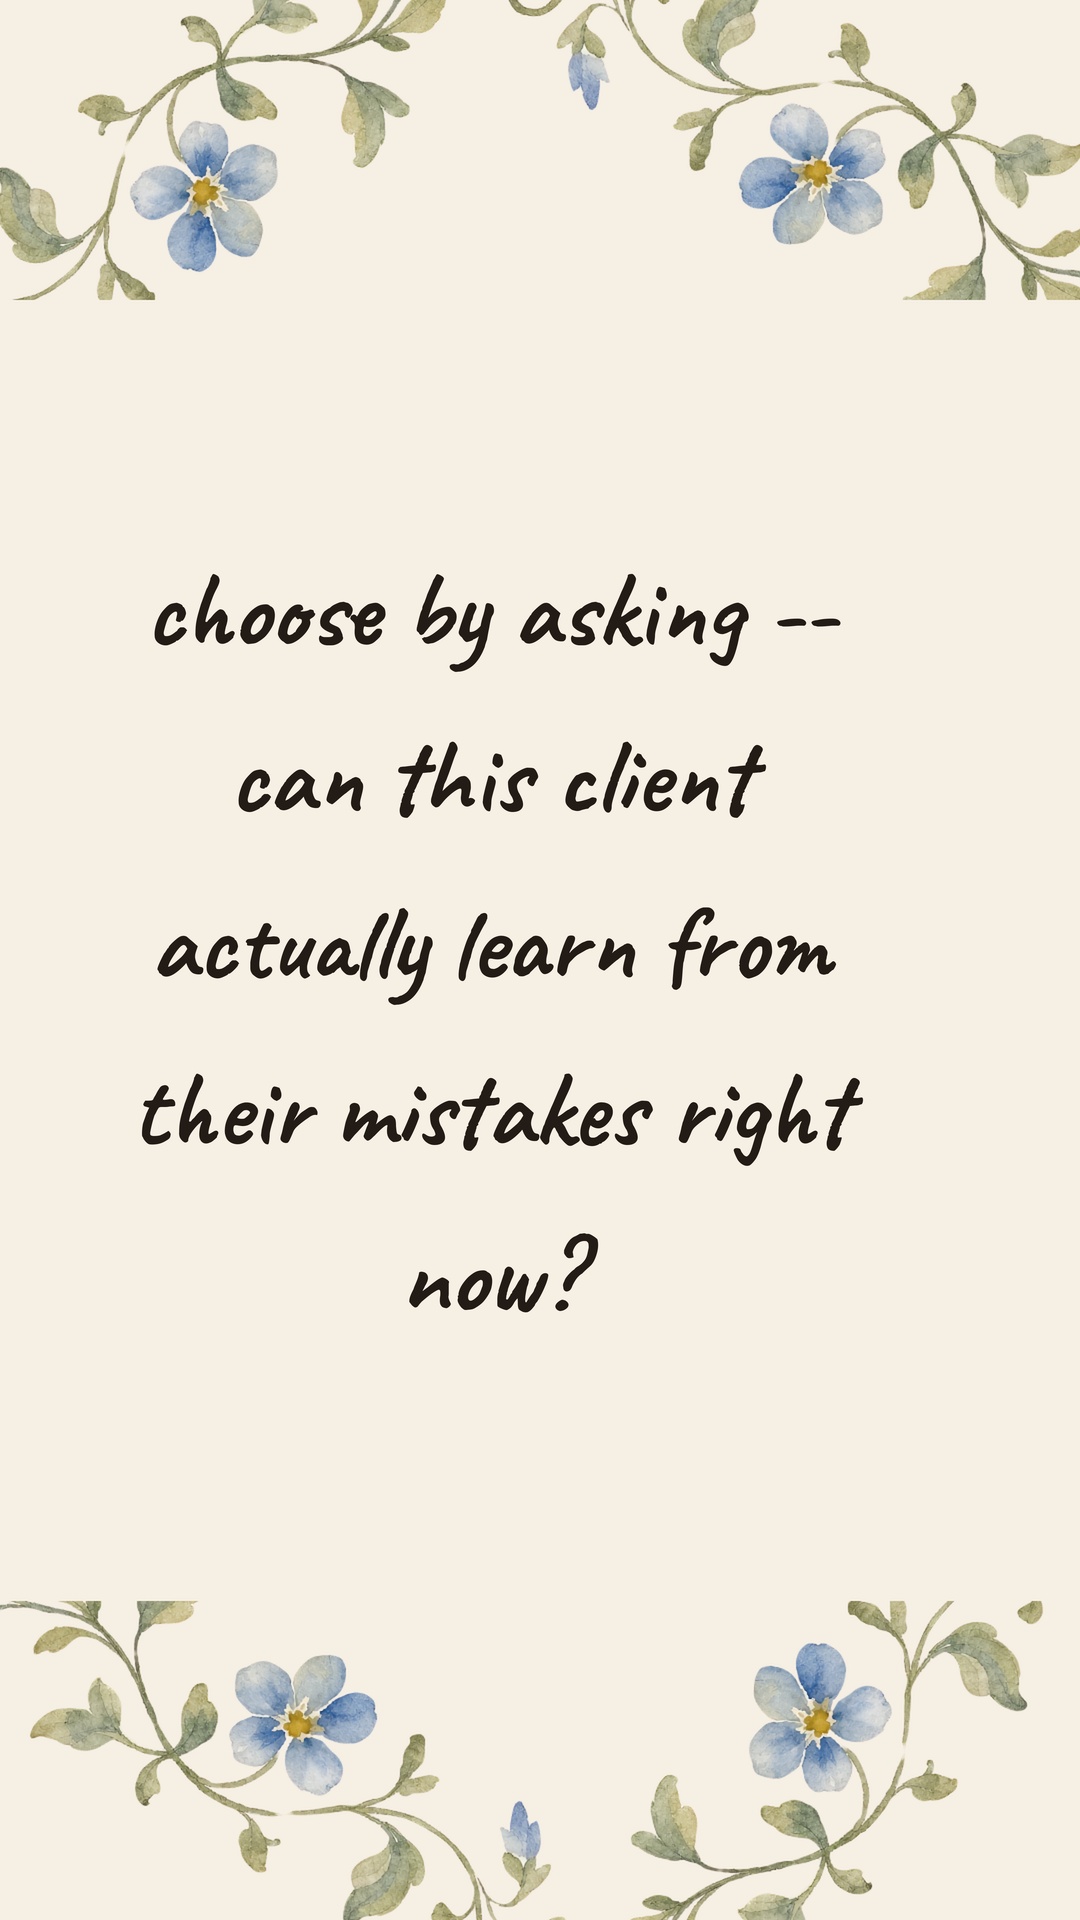 choose by asking --
can this client
actually learn from
their mistakes right
now?